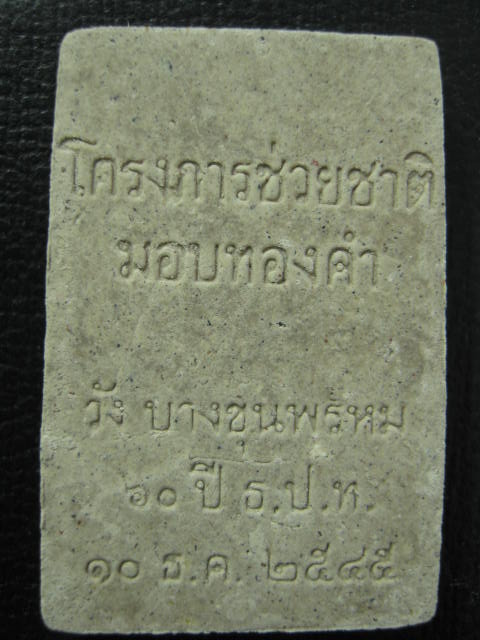 โครงการช่วยชาติ
มอบทองคำ
วัง บางขุนพรหม
๖๐ ปี ธ.ป.ท.
๑๐ ธ.ค. ๒๕๔๕